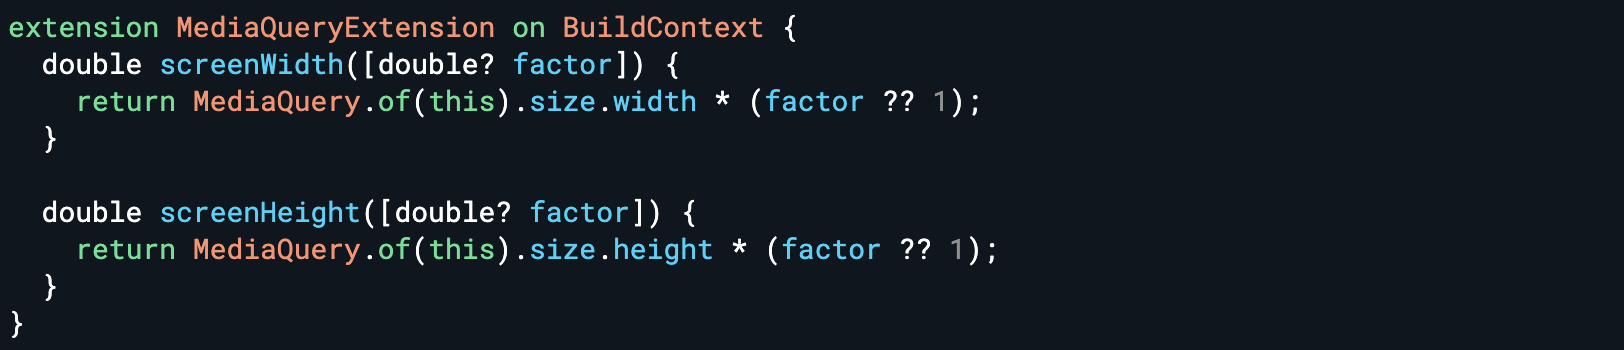 extension MediaQueryExtension on BuildContext {
  double screenWidth([double? factor]) {
    return MediaQuery.of(this).size.width * (factor ?? 1);
  }

  double screenHeight([double? factor]) {
    return MediaQuery.of(this).size.height * (factor ?? 1);
  }
}